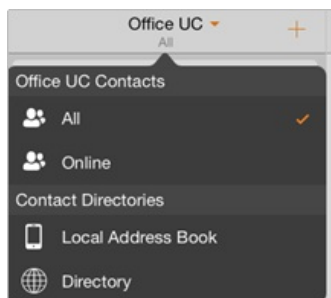 Office UC
All
Office UC Contacts
All
Online
Contact Directories
Local Address Book
Directory